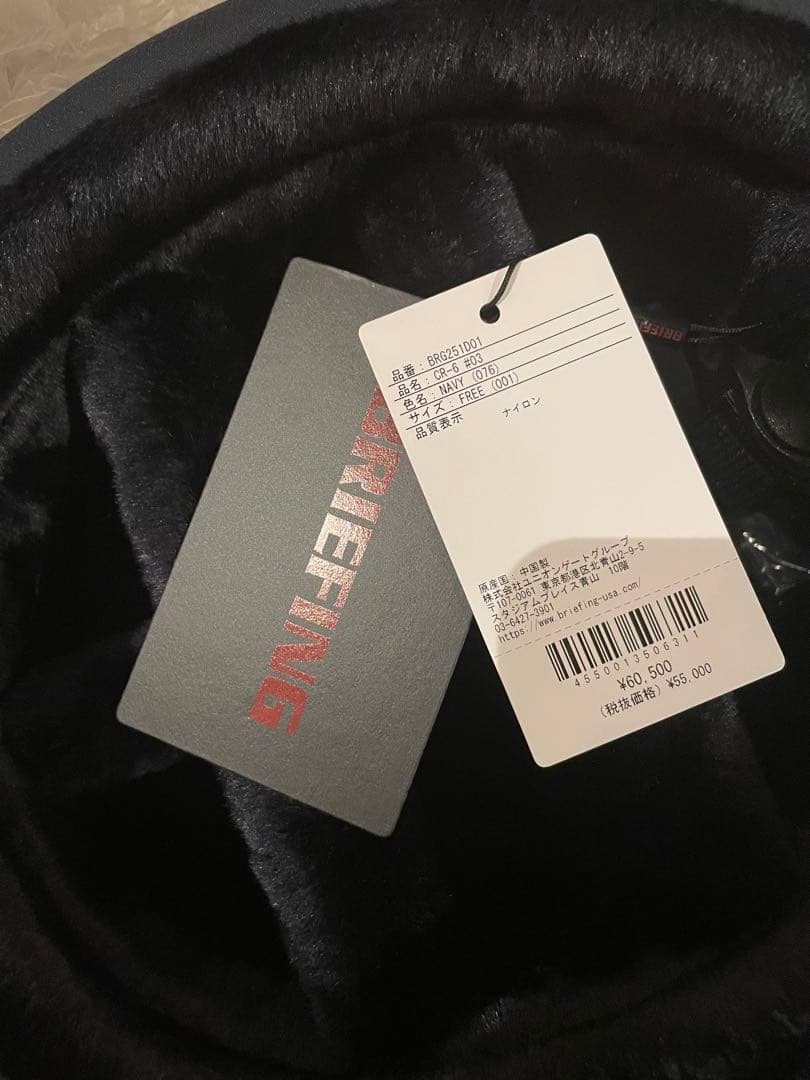 BRIEFING
品番: BRG251D01
品名: CR-6 #03
色名: NAVY (076)
サイズ: FREE (001)
品質表示 ナイロン
原産国: 中国製
株式会社ユニオンゲートグループ
〒107-0061 東京都港区北青山2-9-5
スタジアムプレイス青山 10階
03-6427-3901
https://www.briefing-usa.com/
4550013506311
¥60,500
(税抜価格) ¥55,000
BRIEFI